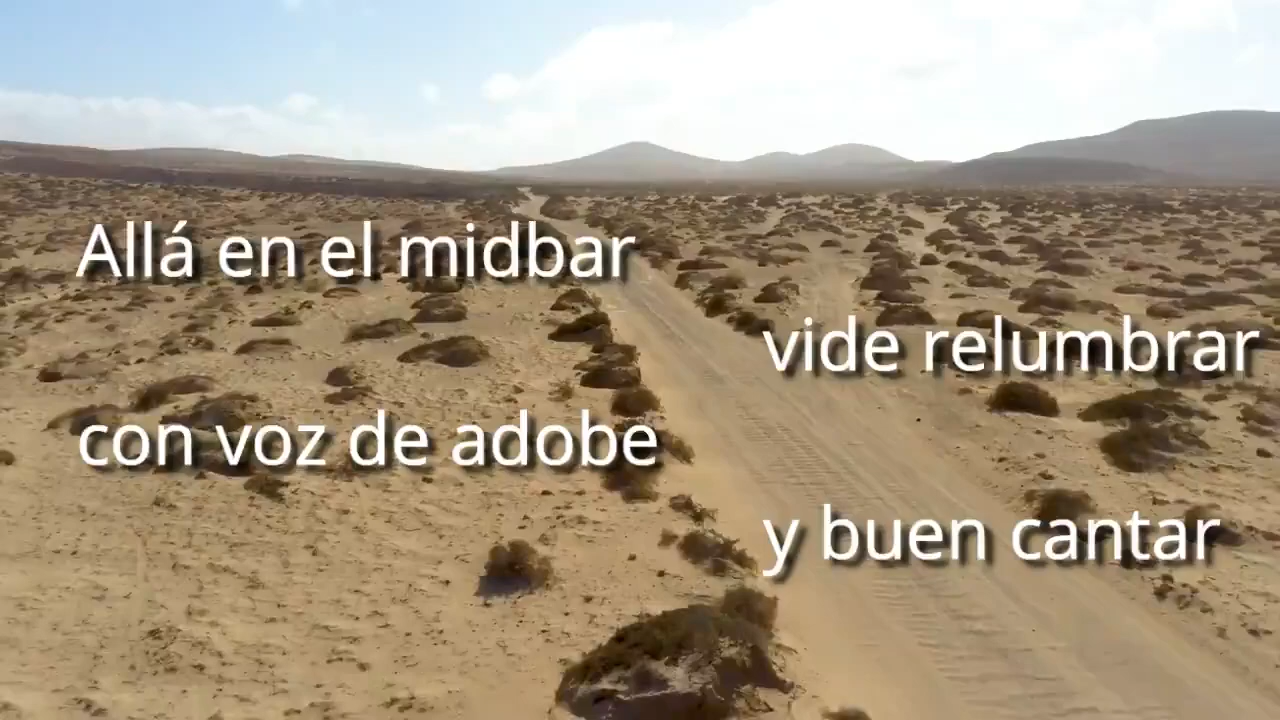 Allá en el midbar
vide relumbrar
con voz de adobe
y buen cantar